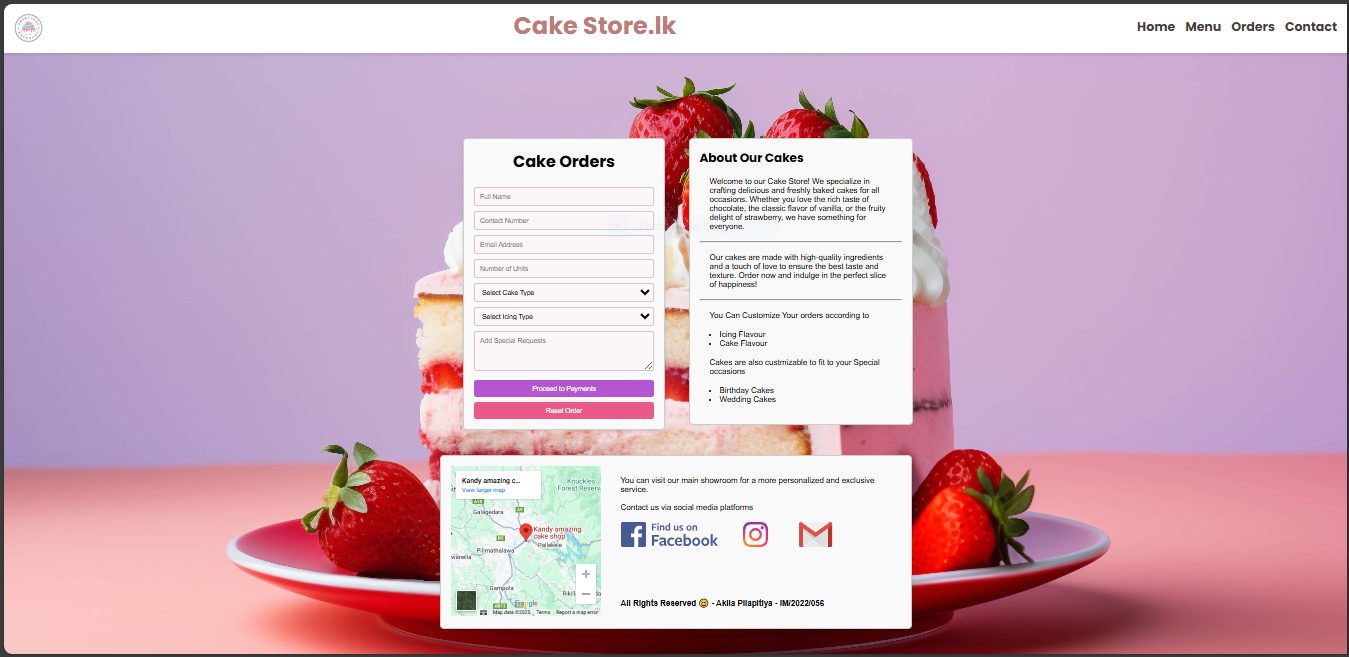 Cake Store.lk
Home Menu Orders Contact
Cake Orders
Full Name
Contact Number
Email Address
Number of Units
Select Cake Type
Select Icing Type
Add Special Requests
Proceed to Payments
Reset Order
About Our Cakes
Welcome to our Cake Store! We specialize in
crafting delicious and freshly baked cakes for all
occasions. Whether you love the rich taste of
chocolate, the classic flavor of vanilla, or the fruity
delight of strawberry, we have something for
everyone.
Our cakes are made with high-quality ingredients
and a touch of love to ensure the best taste and
texture. Order now and indulge in the perfect slice
of happiness!
You Can Customize Your orders according to
• Icing Flavour
• Cake Flavour
Cakes are also custmizable to fit to your Special
occasions
• Birthday Cakes
• Wedding Cakes
Kandy amazing c...
View larger map
Knuckles
Forest Reserv
Galagedara
Kandy amazing
cake shop
Pallekale
Pilimathalawa
wanella
Gampola
Rikil
Google
Map data ©2025 Terms Report a map error
You can visit our main showroom for a more personalized and exclusive
service.
Contact us via social media platforms
Find us on
Facebook
All Rights Reserved 😊 - Akila Pilapitiya - IM/2022/056